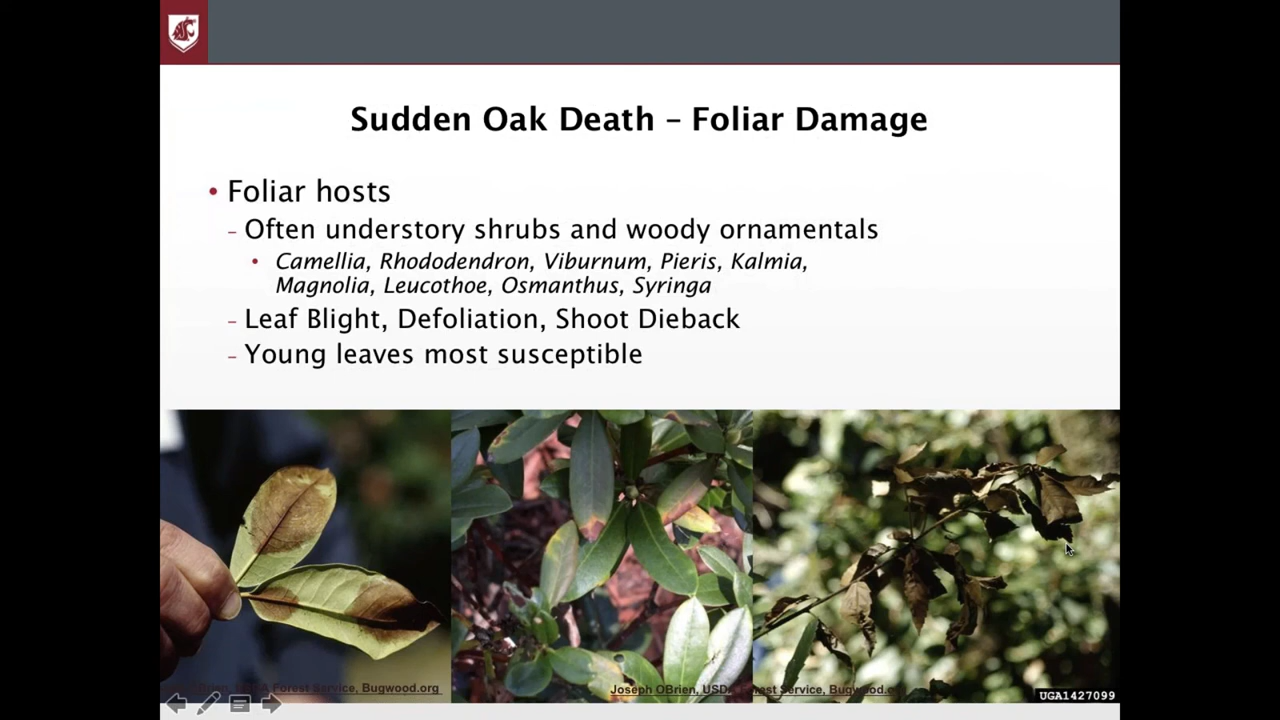 Sudden Oak Death – Foliar Damage
• Foliar hosts
– Often understory shrubs and woody ornamentals
• Camellia, Rhododendron, Viburnum, Pieris, Kalmia,
Magnolia, Leucothoe, Osmanthus, Syringa
– Leaf Blight, Defoliation, Shoot Dieback
– Young leaves most susceptible
Forest Service, Bugwood.org
Joseph OBrien, USDA Forest Service, Bugwood.org
UGA1427099